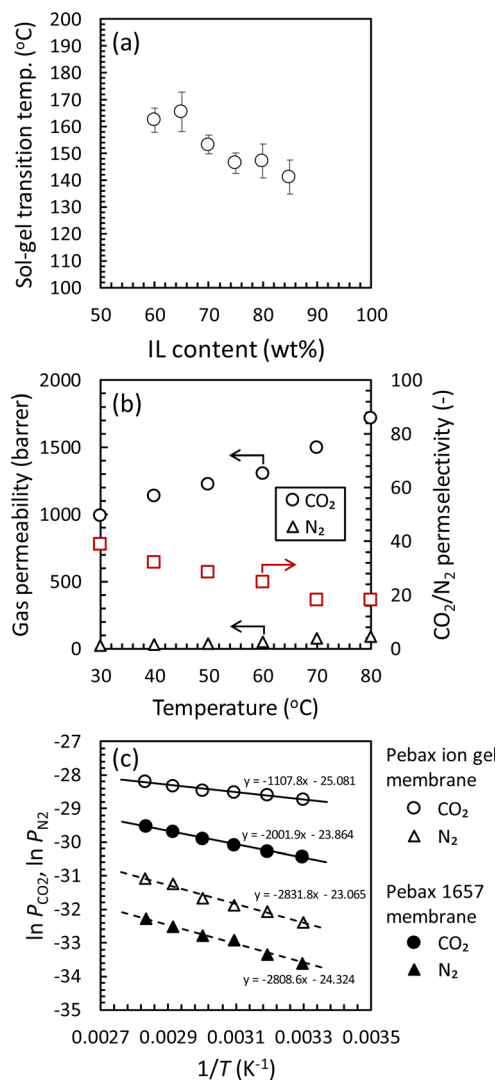 (a)
Sol-gel transition temp. (°C)
200
190
180
170
160
150
140
130
120
110
100
50 60 70 80 90 100
IL content (wt%)
(b)
Gas permeability (barrer)
2000
1500
1000
500
0
CO₂
N₂
100
80
60
40
20
0
CO₂/N₂ permselectivity (-)
30 40 50 60 70 80
Temperature (°C)
(c)
ln P_CO2, ln P_N2
-27
-28
-29
-30
-31
-32
-33
-34
-35
y = -1107.8x - 25.081
y = -2001.9x - 23.864
y = -2831.8x - 23.065
y = -2808.6x - 24.324
0.0027 0.0029 0.0031 0.0033 0.0035
1/T (K⁻¹)
Pebax ion gel
membrane
CO₂
N₂
Pebax 1657
membrane
CO₂
N₂